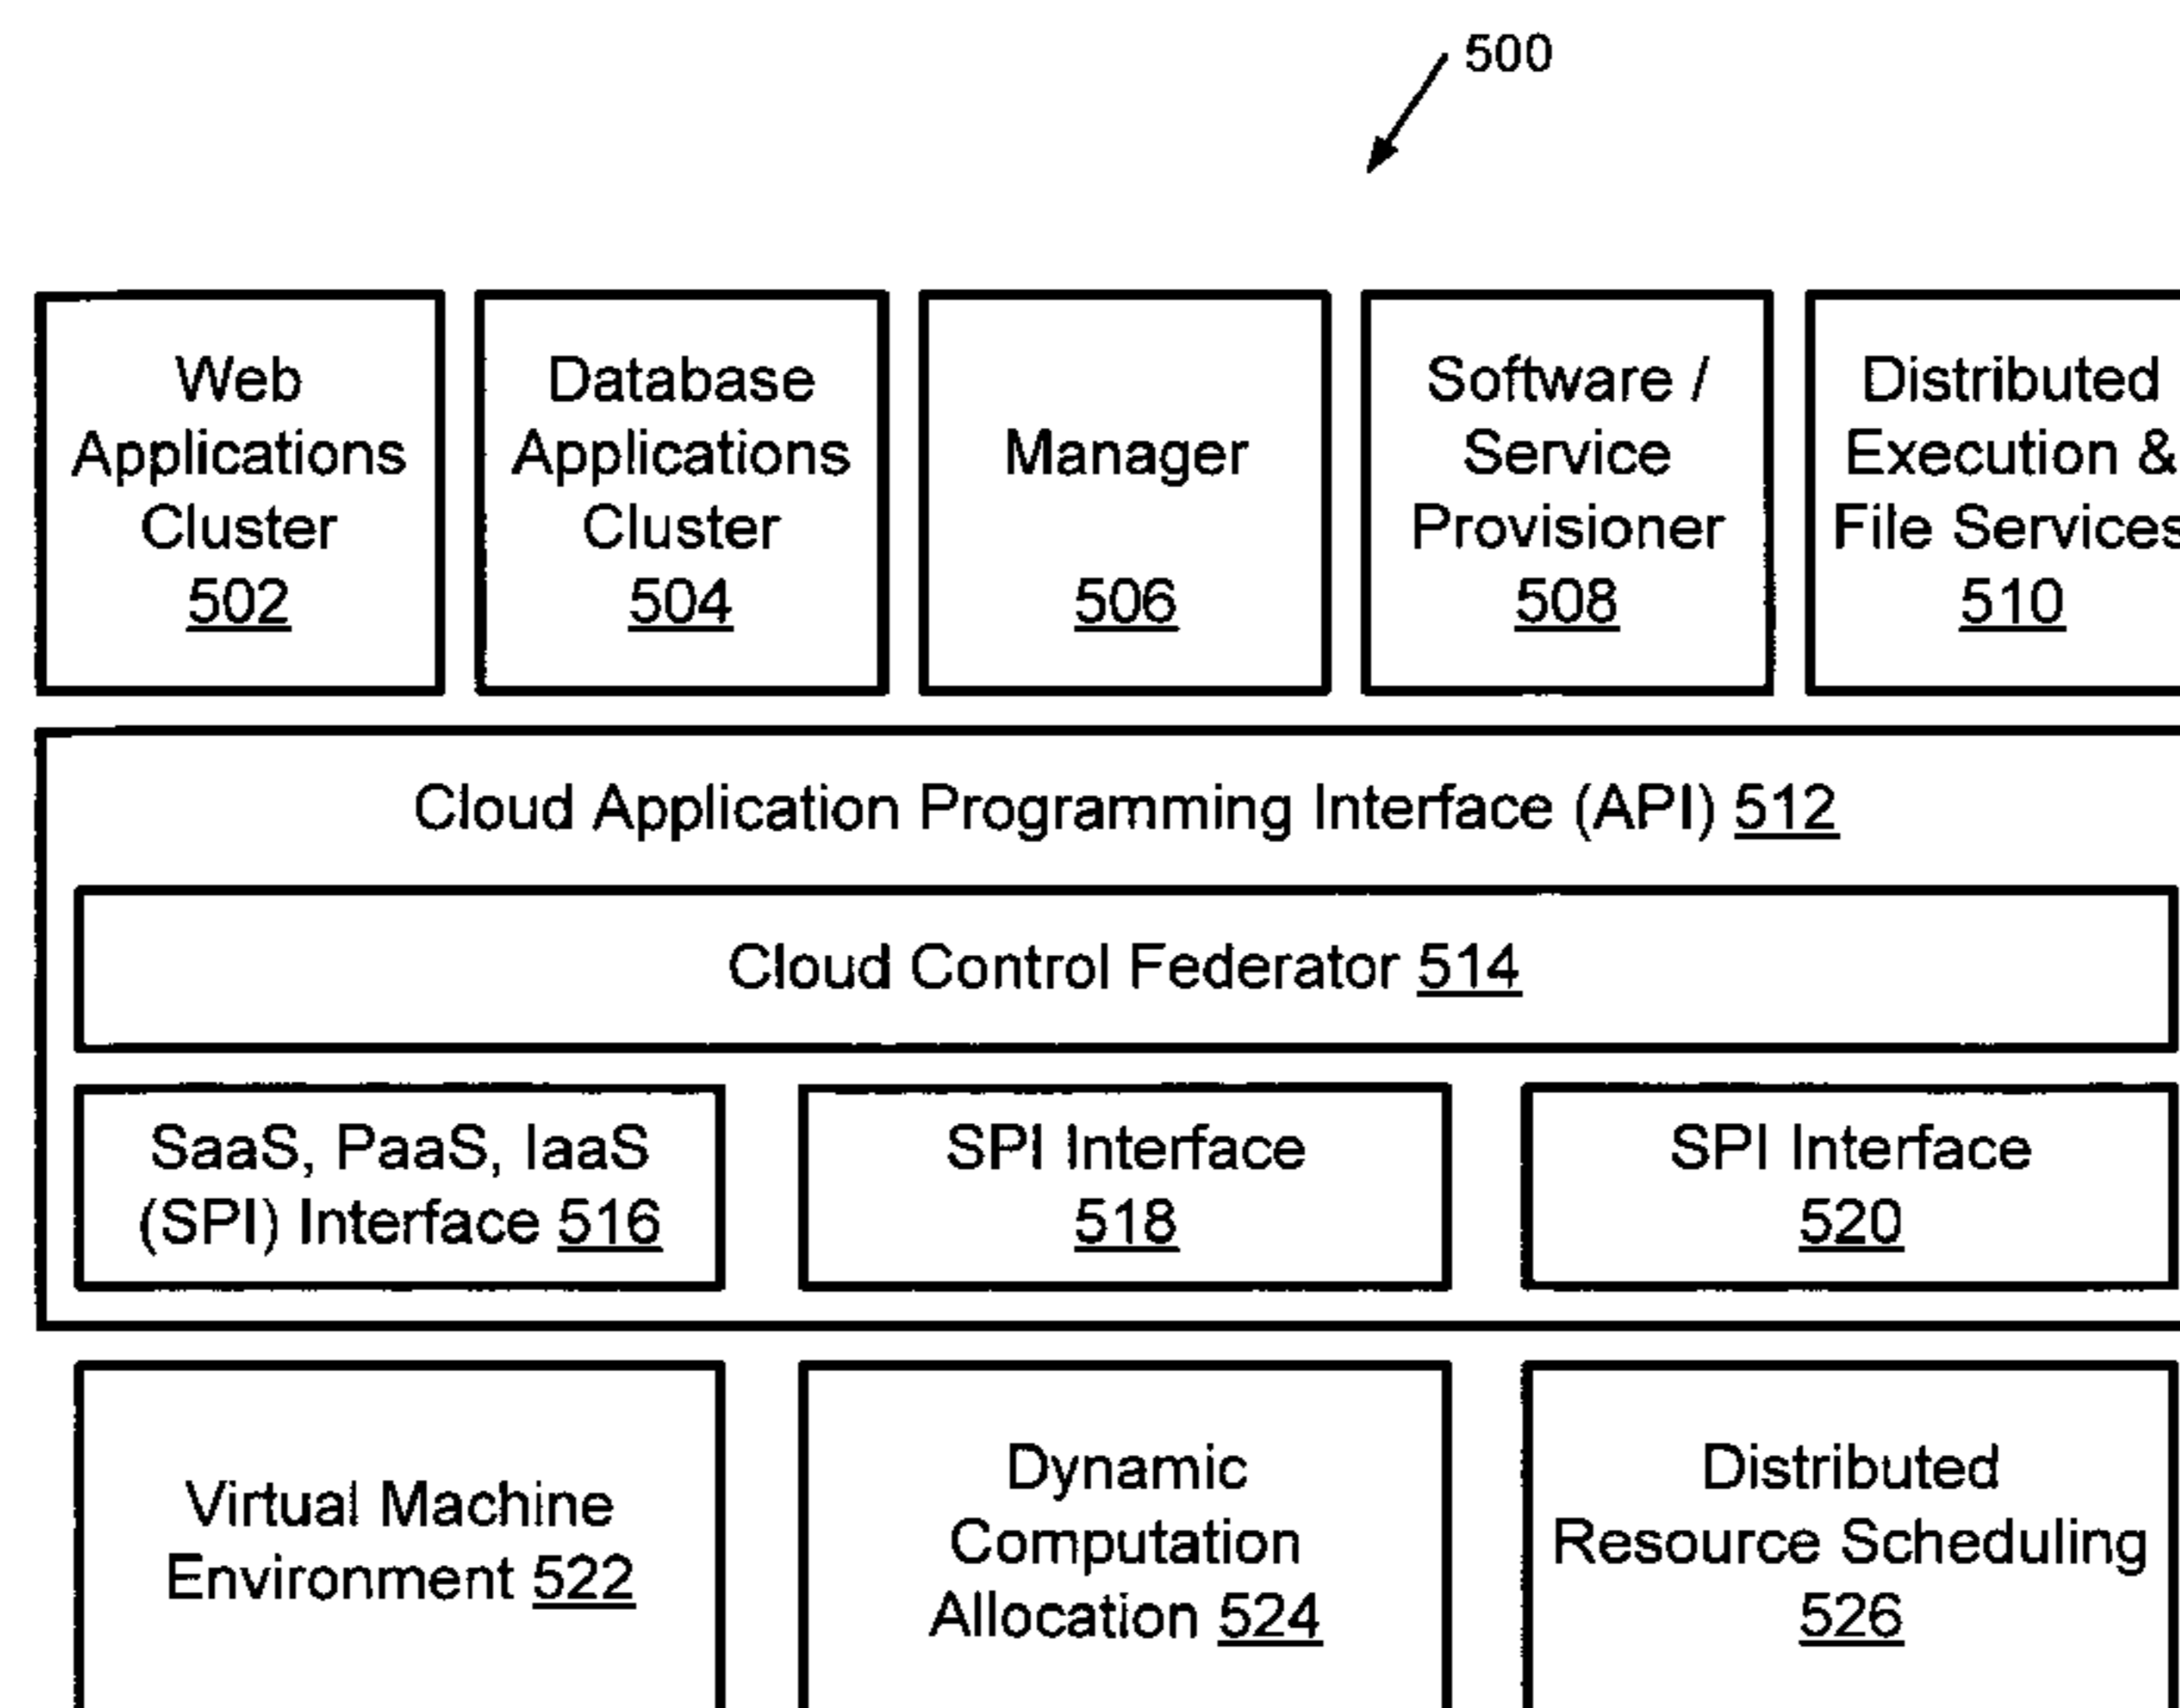 500
Web
Applications
Cluster
502
Database
Applications
Cluster
504
Manager
506
Software /
Service
Provisioner
508
Distributed
Execution &
File Services
510
Cloud Application Programming Interface (API) 512
Cloud Control Federator 514
SaaS, PaaS, IaaS
(SPI) Interface 516
SPI Interface
518
SPI Interface
520
Virtual Machine
Environment 522
Dynamic
Computation
Allocation 524
Distributed
Resource Scheduling
526